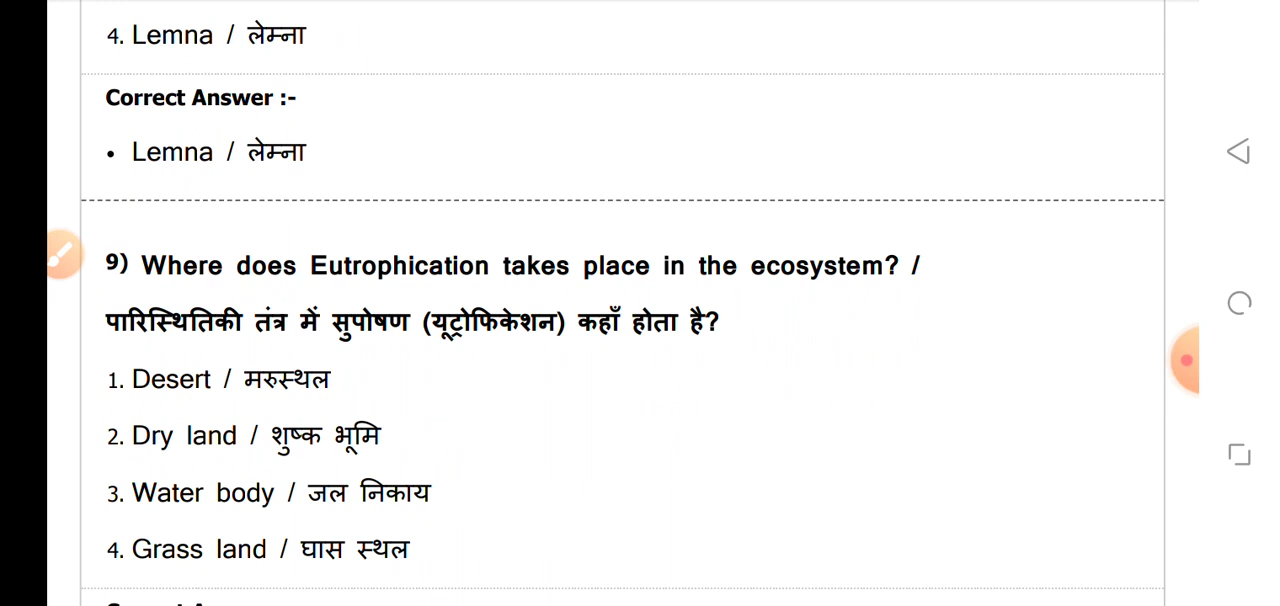 4. Lemna / लेम्ना
Correct Answer :-
• Lemna / लेम्ना
9) Where does Eutrophication takes place in the ecosystem? /
पारिस्थितिकी तंत्र में सुपोषण (यूट्रोफिकेशन) कहाँ होता है?
1. Desert / मरुस्थल
2. Dry land / शुष्क भूमि
3. Water body / जल निकाय
4. Grass land / घास स्थल